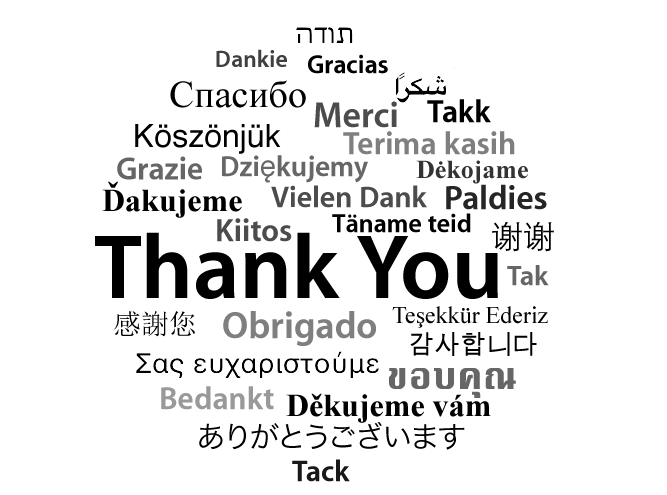 תודה
Dankie
Gracias
Спасибо
شكراً
Merci
Takk
Köszönjük
Terima kasih
Grazie
Dziękujemy
Dėkojame
Ďakujeme
Vielen Dank
Paldies
Kiitos
Täname teid
谢谢
Thank You
Tak
感謝您
Obrigado
Teşekkür Ederiz
감사합니다
Σας ευχαριστούμε
ขอบคุณ
Bedankt
Děkujeme vám
ありがとうございます
Tack